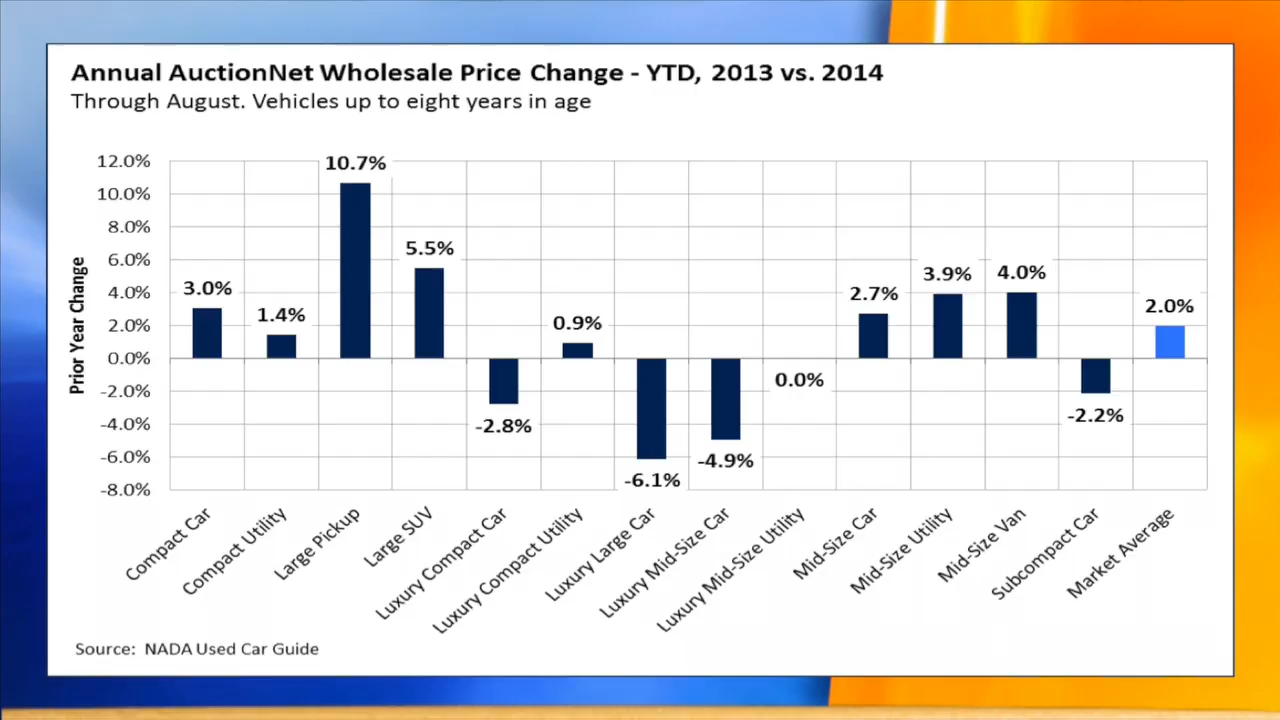 Annual AuctionNet Wholesale Price Change - YTD, 2013 vs. 2014
Through August. Vehicles up to eight years in age
Prior Year Change
12.0%
10.0%
8.0%
6.0%
4.0%
2.0%
0.0%
-2.0%
-4.0%
-6.0%
-8.0%
3.0%
1.4%
10.7%
5.5%
-2.8%
0.9%
-6.1%
-4.9%
0.0%
2.7%
3.9%
4.0%
-2.2%
2.0%
Compact Car
Compact Utility
Large Pickup
Large SUV
Luxury Compact Car
Luxury Compact Utility
Luxury Large Car
Luxury Mid-Size Car
Luxury Mid-Size Utility
Mid-Size Car
Mid-Size Utility
Mid-Size Van
Subcompact Car
Market Average
Source: NADA Used Car Guide